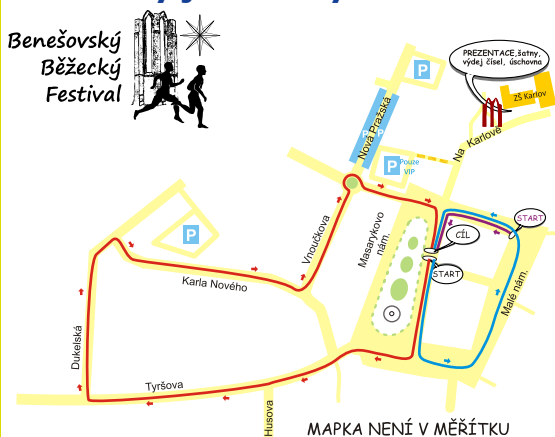 Benešovský
Běžecký
Festival
PREZENTACE,šatny,
výdej čísel, úschovna
ZŠ Karlov
P
Nová Pražská
Na Karlově
P
Pouze
VIP
START
Vnoučkova
Masarykovo
nám.
CÍL
P
START
Malé nám.
Karla Nového
Dukelská
Tyršova
Husova
MAPKA NENÍ V MĚŘÍTKU